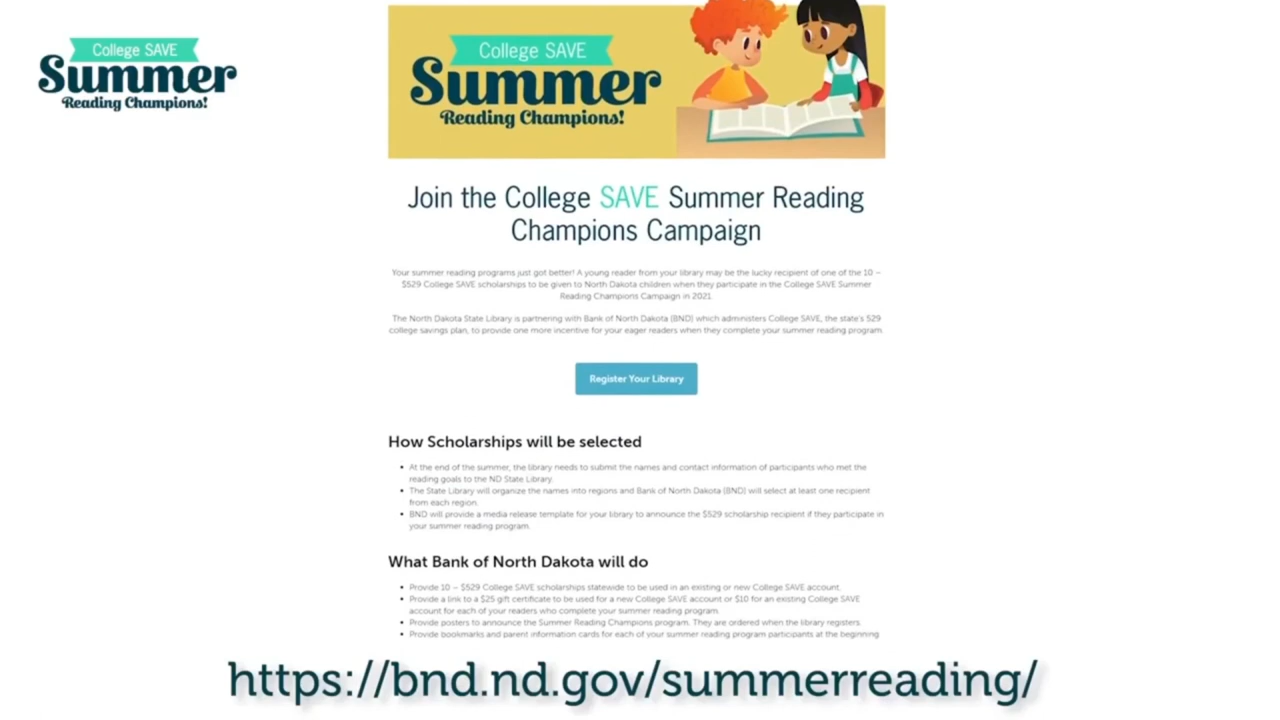 College SAVE
Summer
Reading Champions!
College SAVE
Summer
Reading Champions!
Join the College SAVE Summer Reading
Champions Campaign
Your summer reading programs just got better! A young reader from your library may be the lucky recipient of one of the 10 –
$529 College SAVE scholarships to be given to North Dakota children when they participate in the College SAVE Summer
Reading Champions Campaign in 2021.
The North Dakota State Library is partnering with Bank of North Dakota (BND) which administers College SAVE, the state's 529
college savings plan, to provide one more incentive for your eager readers when they complete your summer reading program.
Register Your Library
How Scholarships will be selected
• At the end of the summer, the library needs to submit the names and contact information of participants who met the
reading goals to the ND State Library.
• The State Library will organize the names into regions and Bank of North Dakota (BND) will select at least one recipient
from each region.
• BND will provide a media release template for your library to announce the $529 scholarship recipient if they participate in
your summer reading program.
What Bank of North Dakota will do
• Provide 10 – $529 College SAVE scholarships statewide to be used in an existing or new College SAVE account.
• Provide a link to a $25 gift certificate to be used for a new College SAVE account or $10 for an existing College SAVE
account for each of your readers who complete your summer reading program.
• Provide posters to announce the Summer Reading Champions program. They are ordered when the library registers.
• Provide bookmarks and parent information cards for each of your summer reading program participants at the beginning
https://bnd.nd.gov/summerreading/